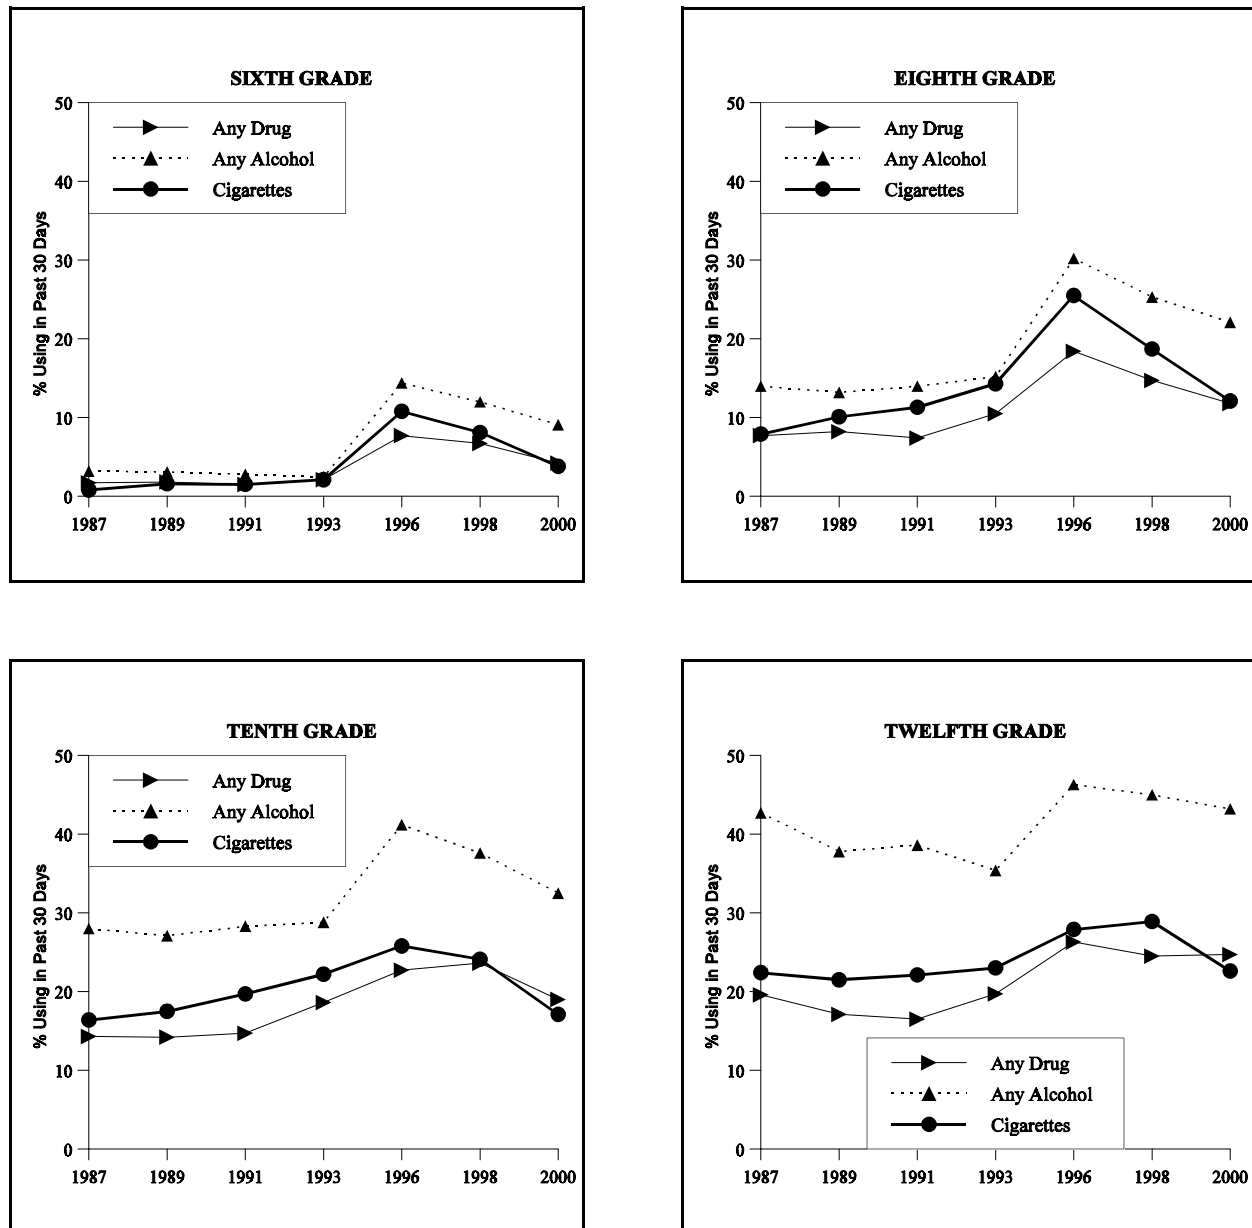 SIXTH GRADE
50
40
30
20
10
0
% Using in Past 30 Days
Any Drug
Any Alcohol
Cigarettes
1987 1989 1991 1993 1996 1998 2000
EIGHTH GRADE
50
40
30
20
10
0
% Using in Past 30 Days
Any Drug
Any Alcohol
Cigarettes
1987 1989 1991 1993 1996 1998 2000
TENTH GRADE
50
40
30
20
10
0
% Using in Past 30 Days
Any Drug
Any Alcohol
Cigarettes
1987 1989 1991 1993 1996 1998 2000
TWELFTH GRADE
50
40
30
20
10
0
% Using in Past 30 Days
Any Drug
Any Alcohol
Cigarettes
1987 1989 1991 1993 1996 1998 2000